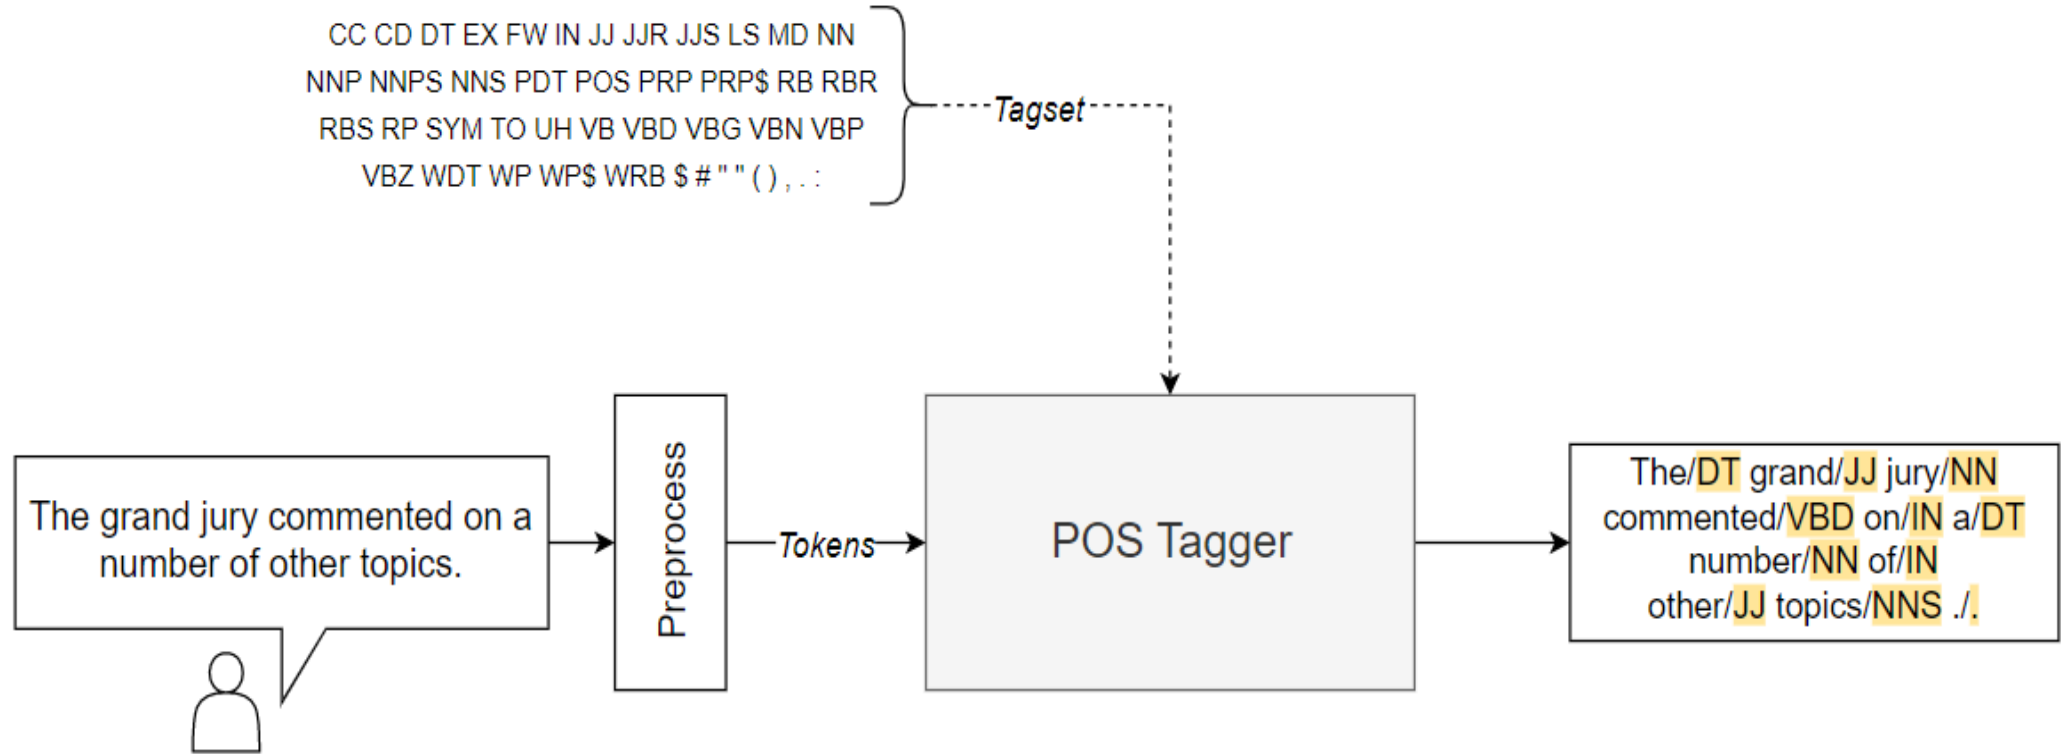 CC CD DT EX FW IN JJ JJR JJS LS MD NN
NNP NNPS NNS PDT POS PRP PRP$ RB RBR
RBS RP SYM TO UH VB VBD VBG VBN VBP
VBZ WDT WP WP$ WRB $ # " " ( ) , . :
Tagset
The grand jury commented on a
number of other topics.
Preprocess
Tokens
POS Tagger
The/DT grand/JJ jury/NN
commented/VBD on/IN a/DT
number/NN of/IN
other/JJ topics/NNS ./.